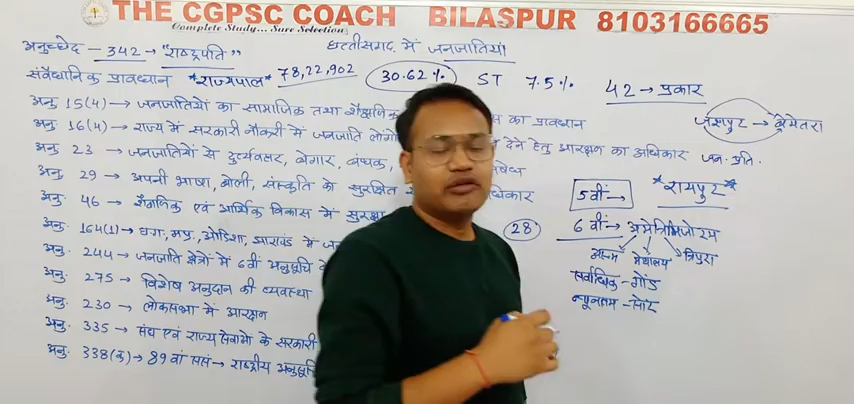 THE CGPSC COACH BILASPUR 8103166665
Complete Study... Sure Selection
अनुच्छेद - 342 → "राष्ट्रपति" छत्तीसगढ़ में जनजातियाँ
संवैधानिक प्रावधान *राज्यपाल* 78,22,902 30.62% ST 7.5% 42 → प्रकार
अनु. 15(4) → जनजातियों का सामाजिक तथा शैक्षणिक का प्रावधान
जशपुर → बेमेतरा
अनु. 16(4) → राज्य में सरकारी नौकरी में जनजाति लोगों देने हेतु आरक्षण का अधिकार जन. प्रति.
अनु. 23 → जनजातियों से दुर्व्यवहार, बेगार, बंधक,
अनु. 29 → अपनी भाषा, बोली, संस्कृति को सुरक्षित अधिकार
5वीं → *रायपुर*
अनु. 46 → शैक्षणिक एवं आर्थिक विकास में सुरक्षा
28 6वीं → अमेत्रिमिजोरम
अनु. 164(1) → छग, मप्र, ओडिशा, झारखंड में
असम मेघालय त्रिपुरा
अनु. 244 → जनजाति क्षेत्रों में 6वीं अनुसूचि
सर्वाधिक - गोंड
अनु. 275 → विशेष अनुदान की व्यवस्था
न्यूनतम -
अनु. 230 → लोकसभा में आरक्षण
अनु. 335 → संघ एवं राज्य सेवाओं के सरकारी
अनु. 338(क) → 89 वां संसं → राष्ट्रीय